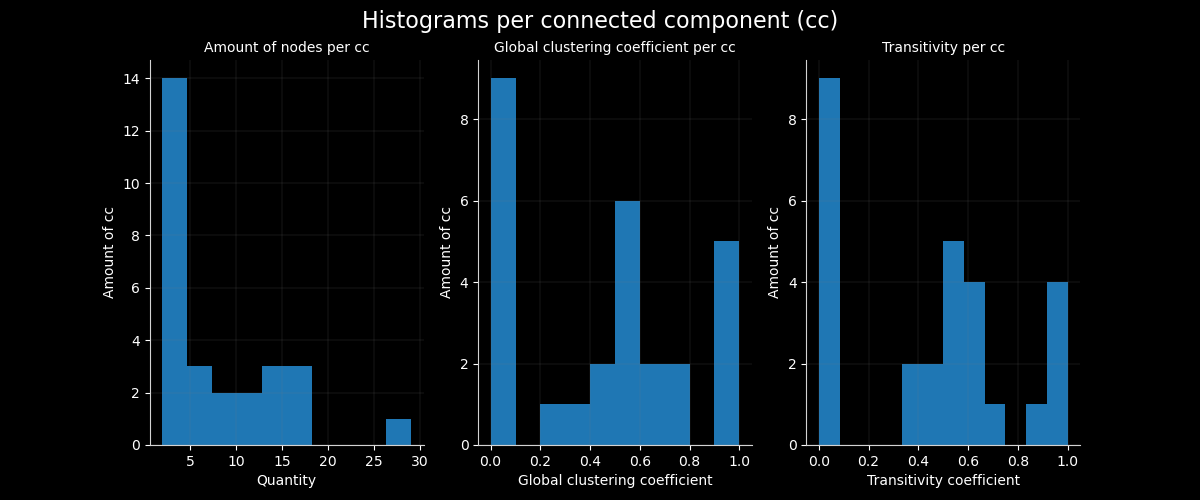 Histograms per connected component (cc)
Amount of nodes per cc
Global clustering coefficient per cc
Transitivity per cc
Amount of cc
14
12
10
8
6
4
2
0
5 10 15 20 25 30
Quantity
Amount of cc
8
6
4
2
0
0.0 0.2 0.4 0.6 0.8 1.0
Global clustering coefficient
Amount of cc
8
6
4
2
0
0.0 0.2 0.4 0.6 0.8 1.0
Transitivity coefficient